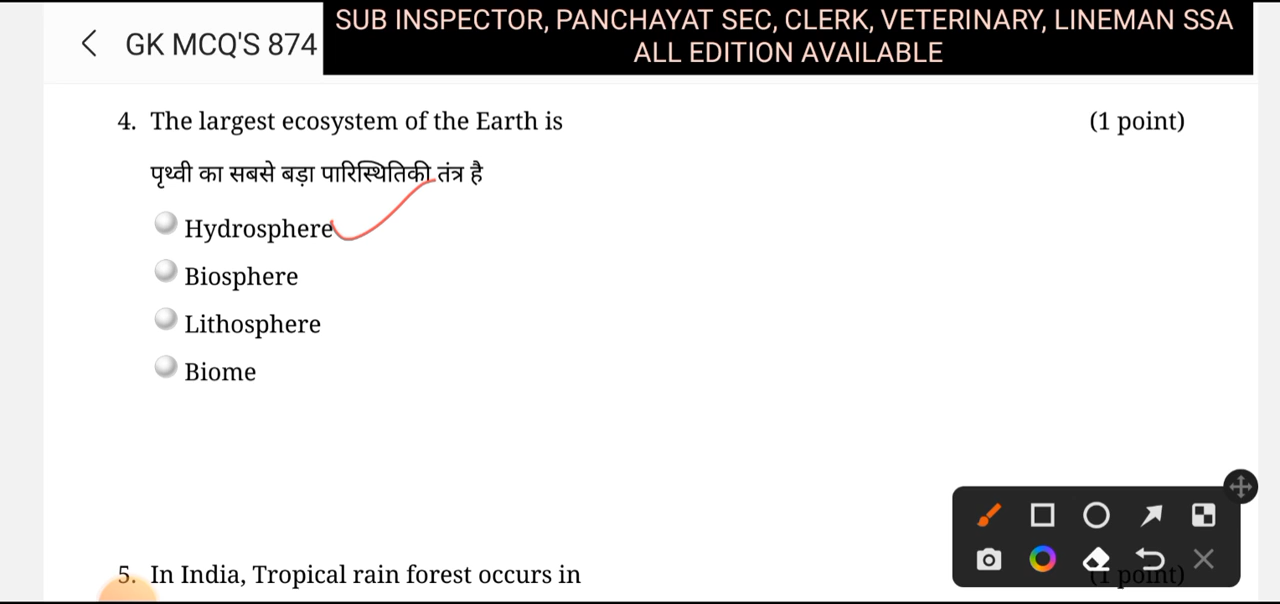 SUB INSPECTOR, PANCHAYAT SEC, CLERK, VETERINARY, LINEMAN SSA
GK MCQ'S 874
ALL EDITION AVAILABLE
4. The largest ecosystem of the Earth is (1 point)
पृथ्वी का सबसे बड़ा पारिस्थितिकी तंत्र है
Hydrosphere
Biosphere
Lithosphere
Biome
5. In India, Tropical rain forest occurs in (1 point)